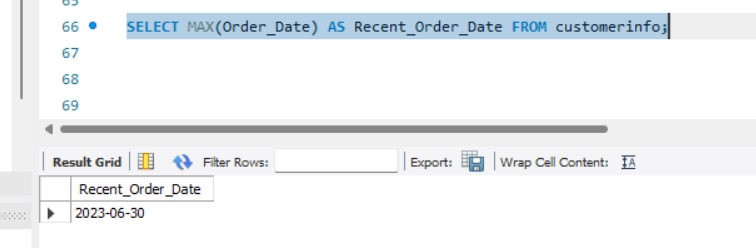 65
66 SELECT MAX(Order_Date) AS Recent_Order_Date FROM customerinfo;
67
68
69
Result Grid Filter Rows: Export: Wrap Cell Content: IA
Recent_Order_Date
2023-06-30